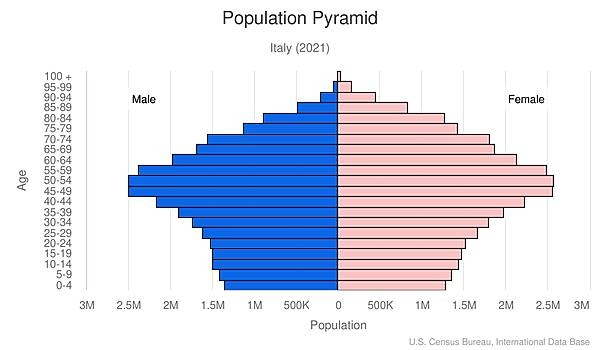 Population Pyramid
Italy (2021)
Male
Female
Age
100 +
95-99
90-94
85-89
80-84
75-79
70-74
65-69
60-64
55-59
50-54
45-49
40-44
35-39
30-34
25-29
20-24
15-19
10-14
5-9
0-4
3M 2.5M 2M 1.5M 1M 500K 0 500K 1M 1.5M 2M 2.5M 3M
Population
U.S. Census Bureau, International Data Base